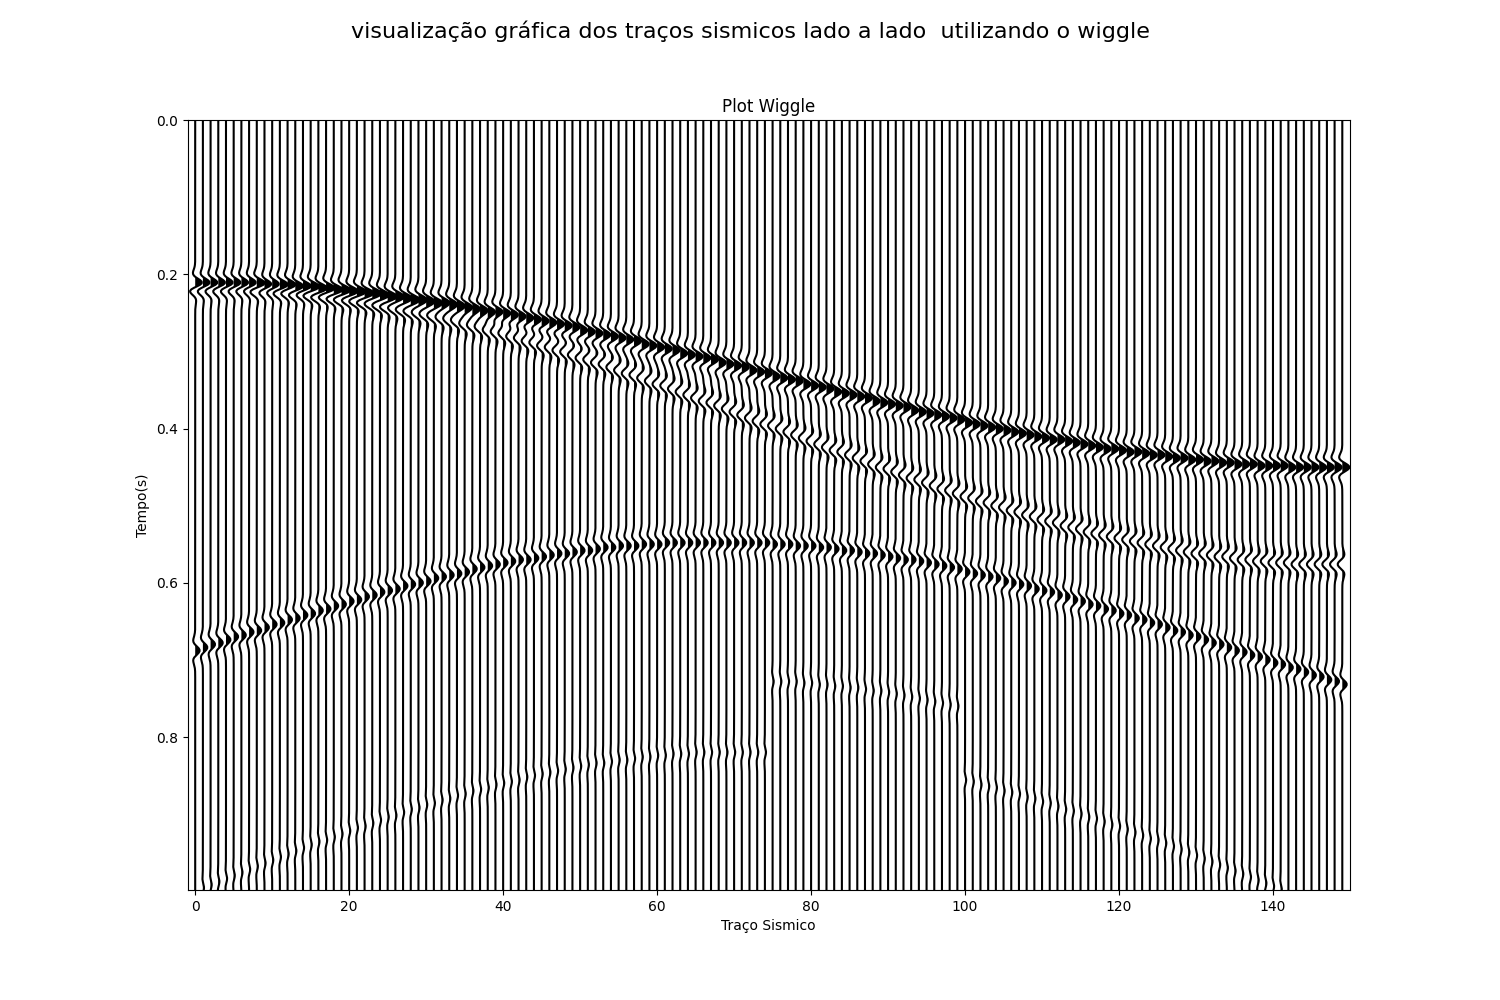 visualização gráfica dos traços sismicos lado a lado  utilizando o wiggle
Plot Wiggle
0.0
0.2
0.4
0.6
0.8
Tempo(s)
0 20 40 60 80 100 120 140
Traço Sismico